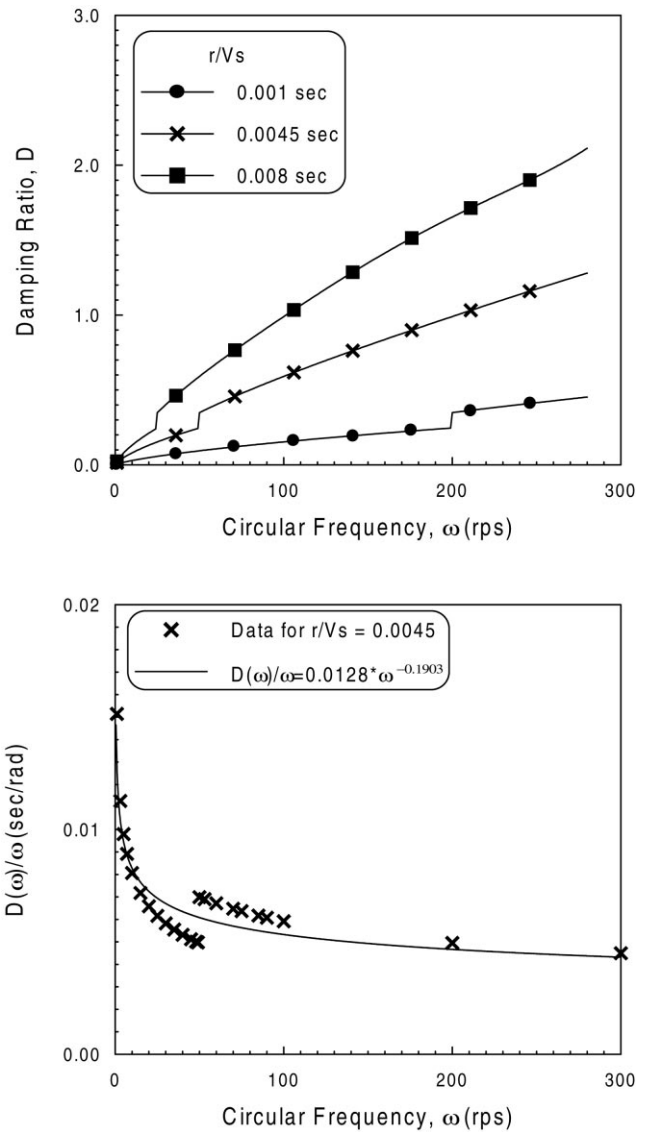 3.0
r/Vs
0.001 sec
0.0045 sec
0.008 sec
2.0
Damping Ratio, D
1.0
0.0
0 100 200 300
Circular Frequency, ω (rps)
0.02
Data for r/Vs = 0.0045
D(ω)/ω=0.0128*ω^−0.1903
D(ω)/ω (sec/rad)
0.01
0.00
0 100 200 300
Circular Frequency, ω (rps)